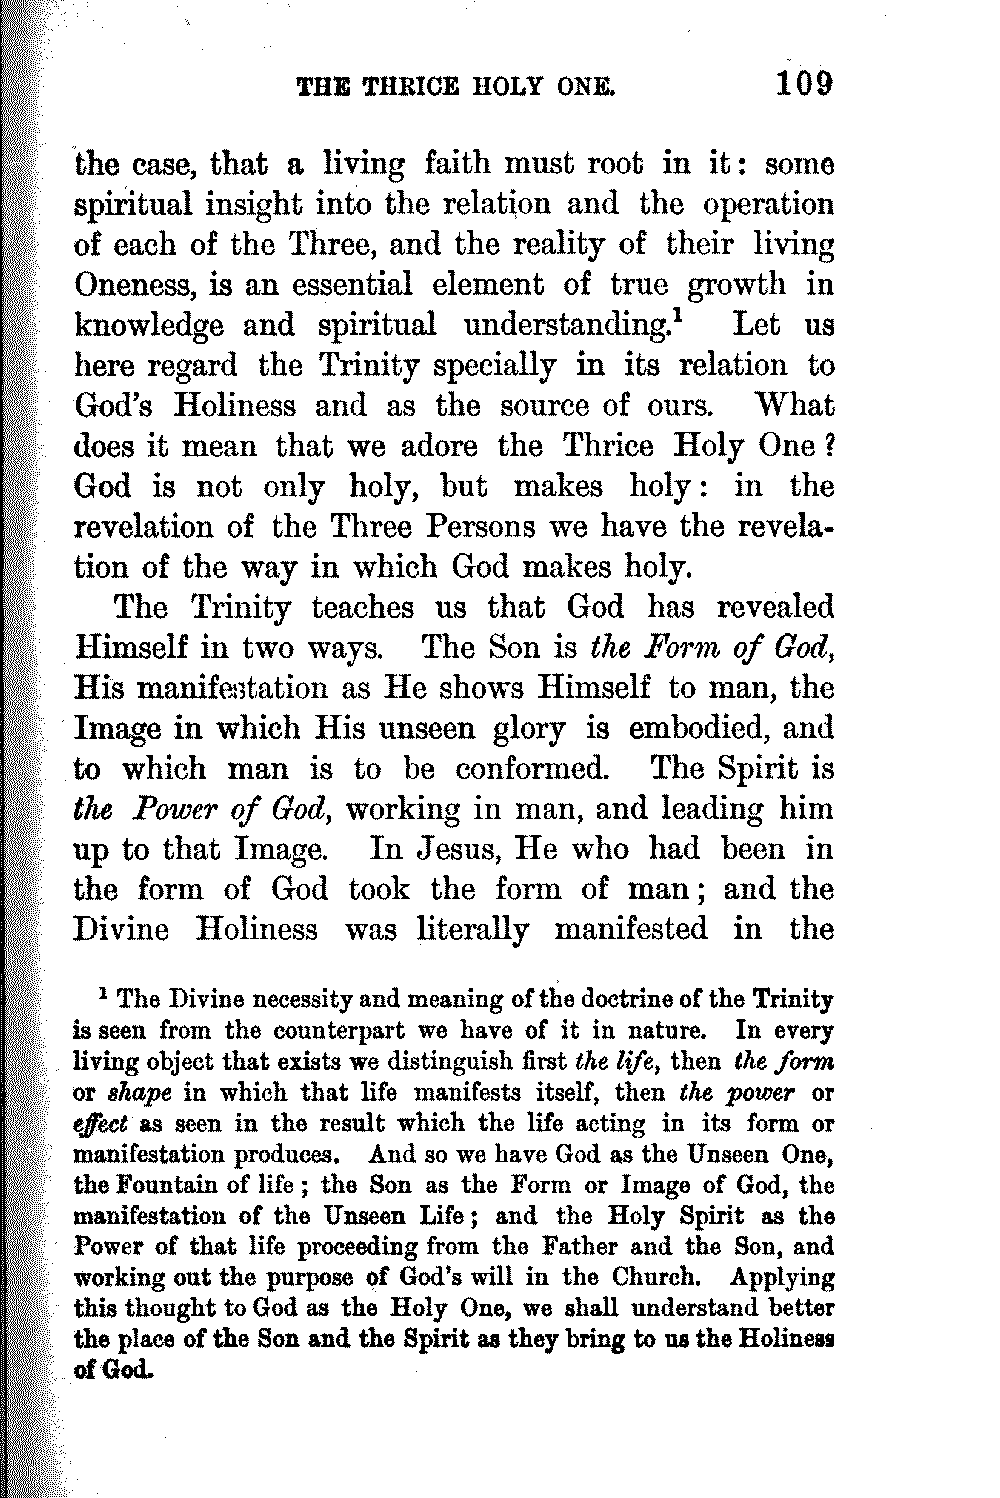 THE THRICE HOLY ONE. 109
the case, that a living faith must root in it: some
spiritual insight into the relation and the operation
of each of the Three, and the reality of their living
Oneness, is an essential element of true growth in
knowledge and spiritual understanding.¹ Let us
here regard the Trinity specially in its relation to
God's Holiness and as the source of ours. What
does it mean that we adore the Thrice Holy One?
God is not only holy, but makes holy: in the
revelation of the Three Persons we have the revela-
tion of the way in which God makes holy.
The Trinity teaches us that God has revealed
Himself in two ways. The Son is the Form of God,
His manifestation as He shows Himself to man, the
Image in which His unseen glory is embodied, and
to which man is to be conformed. The Spirit is
the Power of God, working in man, and leading him
up to that Image. In Jesus, He who had been in
the form of God took the form of man; and the
Divine Holiness was literally manifested in the
¹ The Divine necessity and meaning of the doctrine of the Trinity
is seen from the counterpart we have of it in nature. In every
living object that exists we distinguish first the life, then the form
or shape in which that life manifests itself, then the power or
effect as seen in the result which the life acting in its form or
manifestation produces. And so we have God as the Unseen One,
the Fountain of life; the Son as the Form or Image of God, the
manifestation of the Unseen Life; and the Holy Spirit as the
Power of that life proceeding from the Father and the Son, and
working out the purpose of God's will in the Church. Applying
this thought to God as the Holy One, we shall understand better
the place of the Son and the Spirit as they bring to us the Holiness
of God.